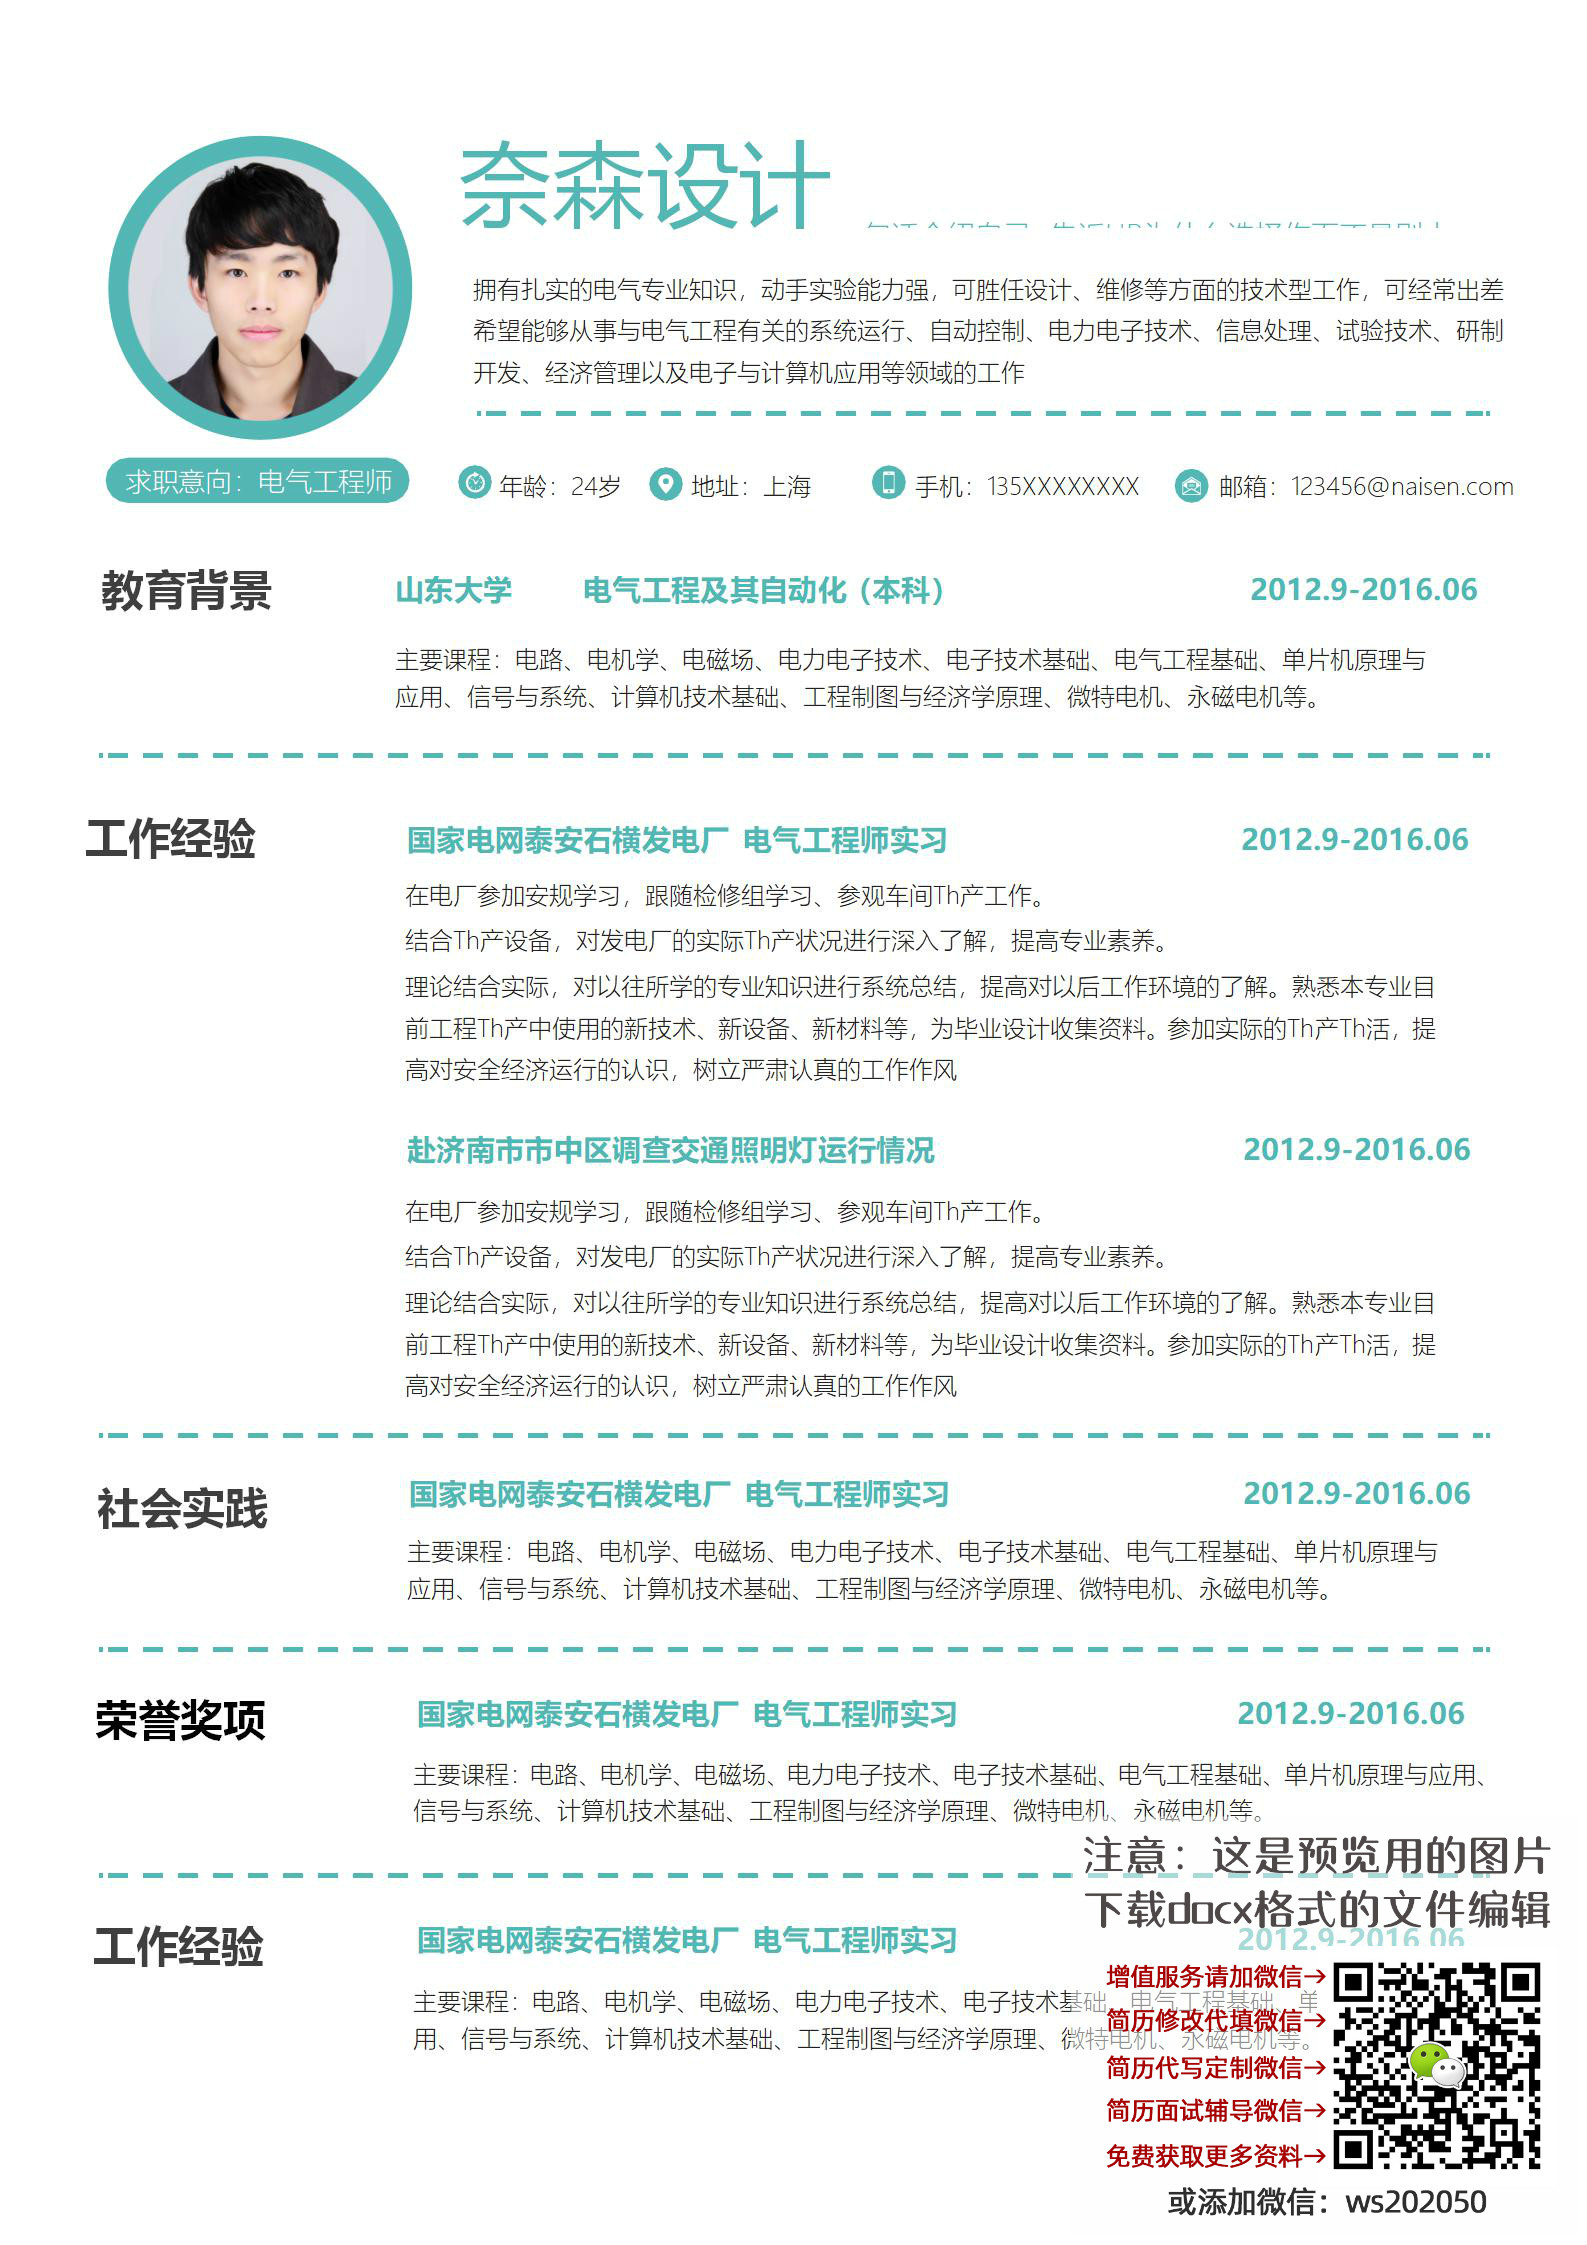 奈森设计
拥有扎实的电气专业知识，动手实验能力强，可胜任设计、维修等方面的技术型工作，可经常出差
希望能够从事与电气工程有关的系统运行、自动控制、电力电子技术、信息处理、试验技术、研制
开发、经济管理以及电子与计算机应用等领域的工作
求职意向：电气工程师
年龄：24岁 地址：上海 手机：135XXXXXXXX 邮箱：123456@naisen.com
教育背景
山东大学 电气工程及其自动化（本科） 2012.9-2016.06
主要课程：电路、电机学、电磁场、电力电子技术、电子技术基础、电气工程基础、单片机原理与
应用、信号与系统、计算机技术基础、工程制图与经济学原理、微特电机、永磁电机等。
工作经验
国家电网泰安石横发电厂 电气工程师实习 2012.9-2016.06
在电厂参加安规学习，跟随检修组学习、参观车间Th产工作。
结合Th产设备，对发电厂的实际Th产状况进行深入了解，提高专业素养。
理论结合实际，对以往所学的专业知识进行系统总结，提高对以后工作环境的了解。熟悉本专业目
前工程Th产中使用的新技术、新设备、新材料等，为毕业设计收集资料。参加实际的Th产Th活，提
高对安全经济运行的认识，树立严肃认真的工作作风
赴济南市市中区调查交通照明灯运行情况 2012.9-2016.06
在电厂参加安规学习，跟随检修组学习、参观车间Th产工作。
结合Th产设备，对发电厂的实际Th产状况进行深入了解，提高专业素养。
理论结合实际，对以往所学的专业知识进行系统总结，提高对以后工作环境的了解。熟悉本专业目
前工程Th产中使用的新技术、新设备、新材料等，为毕业设计收集资料。参加实际的Th产Th活，提
高对安全经济运行的认识，树立严肃认真的工作作风
社会实践
国家电网泰安石横发电厂 电气工程师实习 2012.9-2016.06
主要课程：电路、电机学、电磁场、电力电子技术、电子技术基础、电气工程基础、单片机原理与
应用、信号与系统、计算机技术基础、工程制图与经济学原理、微特电机、永磁电机等。
荣誉奖项
国家电网泰安石横发电厂 电气工程师实习 2012.9-2016.06
主要课程：电路、电机学、电磁场、电力电子技术、电子技术基础、电气工程基础、单片机原理与应用、
信号与系统、计算机技术基础、工程制图与经济学原理、微特电机、永磁电机等。
注意：这是预览用的图片
下载docx格式的文件编辑
工作经验
国家电网泰安石横发电厂 电气工程师实习 2012.9-2016.06
主要课程：电路、电机学、电磁场、电力电子技术、电子技术基础、电气工程基础、单
用、信号与系统、计算机技术基础、工程制图与经济学原理、微特电机、永磁电机等。
增值服务请加微信→
简历修改代填微信→
简历代写定制微信→
简历面试辅导微信→
免费获取更多资料→
或添加微信：ws202050